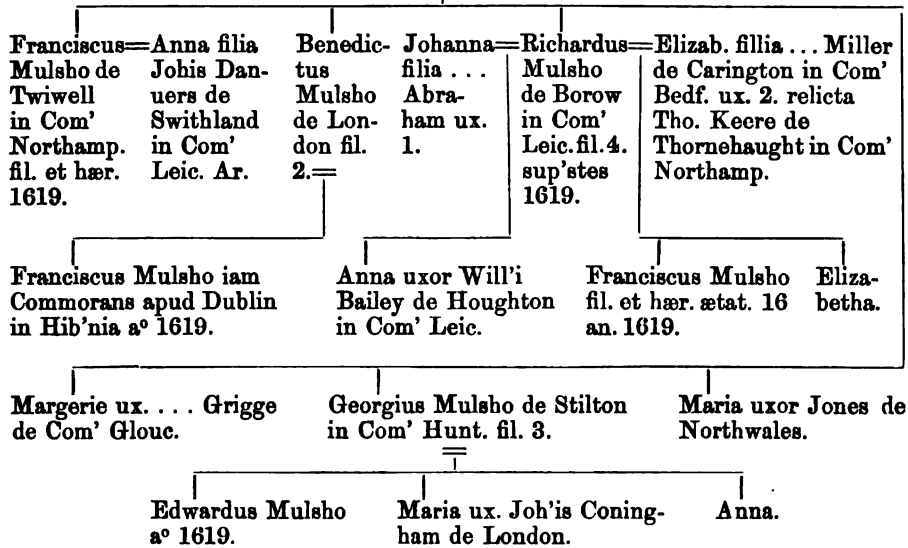 Franciscus=Anna filia
Mulsho de Johis Dan-
Twiwell uers de
in Com' Swithland
Northamp. in Com'
fil. et hær. Leic. Ar.
1619.
Benedic-
tus
Mulsho
de Lon-
don fil.
2.=
Johanna=Richardus=Elizab. fillia ... Miller
filia ... Mulsho de Carington in Com'
Abra- de Borow Bedf. ux. 2. relicta
ham ux. in Com' Tho. Keere de
1. Leic. fil. 4. Thornehaught in Com'
sup'stes Northamp.
1619.
Franciscus Mulsho iam
Commorans apud Dublin
in Hib'nia aº 1619.
Anna uxor Will'i
Bailey de Houghton
in Com' Leic.
Franciscus Mulsho
fil. et hær. ætat. 16
an. 1619.
Eliza-
betha.
Margerie ux. .... Grigge
de Com' Glouc.
Georgius Mulsho de Stilton
in Com' Hunt. fil. 3.
=
Maria uxor Jones de
Northwales.
Edwardus Mulsho
aº 1619.
Maria ux. Joh'is Coning-
ham de London.
Anna.